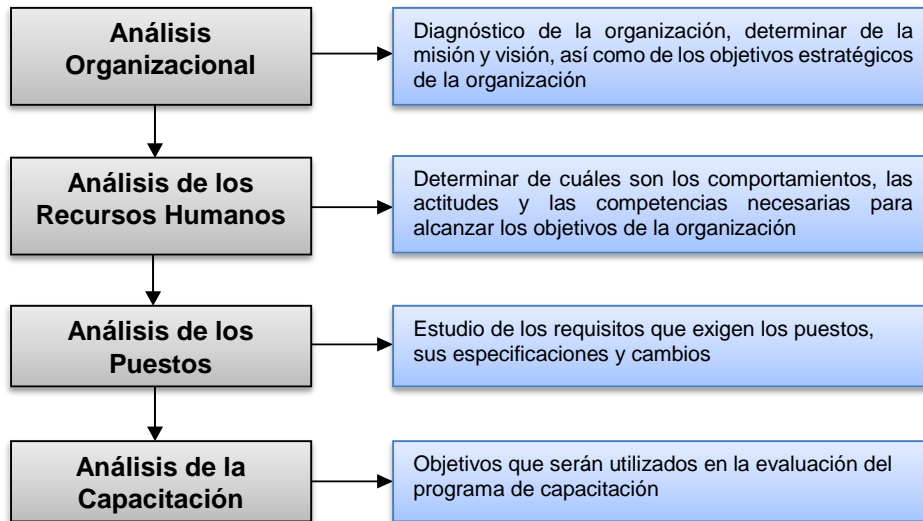 Análisis
Organizacional
Diagnóstico de la organización, determinar de la
misión y visión, así como de los objetivos estratégicos
de la organización
Análisis de los
Recursos Humanos
Determinar de cuáles son los comportamientos, las
actitudes y las competencias necesarias para
alcanzar los objetivos de la organización
Análisis de los
Puestos
Estudio de los requisitos que exigen los puestos,
sus especificaciones y cambios
Análisis de la
Capacitación
Objetivos que serán utilizados en la evaluación del
programa de capacitación